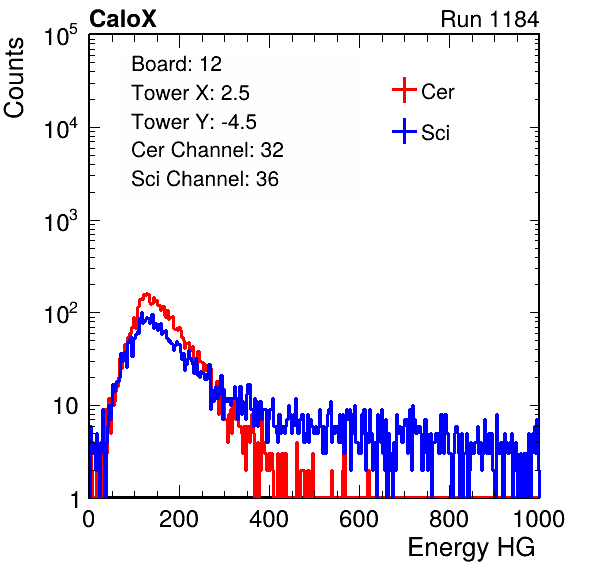 CaloX Run 1184
Counts
10^5
10^4
10^3
10^2
10
1
Board: 12
Tower X: 2.5
Tower Y: -4.5
Cer Channel: 32
Sci Channel: 36
Cer
Sci
0 200 400 600 800 1000
Energy HG